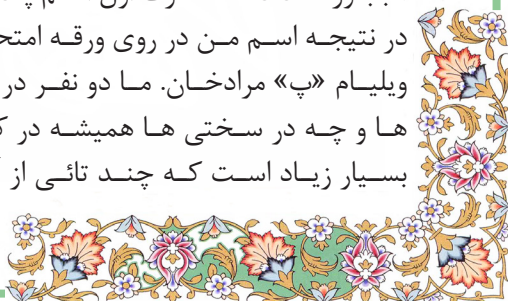 در نتیجه اسم من در روی ورقه
ویلیام «پ» مرادخان. ما دو نفر در
ها و چه در سختی ها همیشه در
بسیار زیاد است که چند تائی از